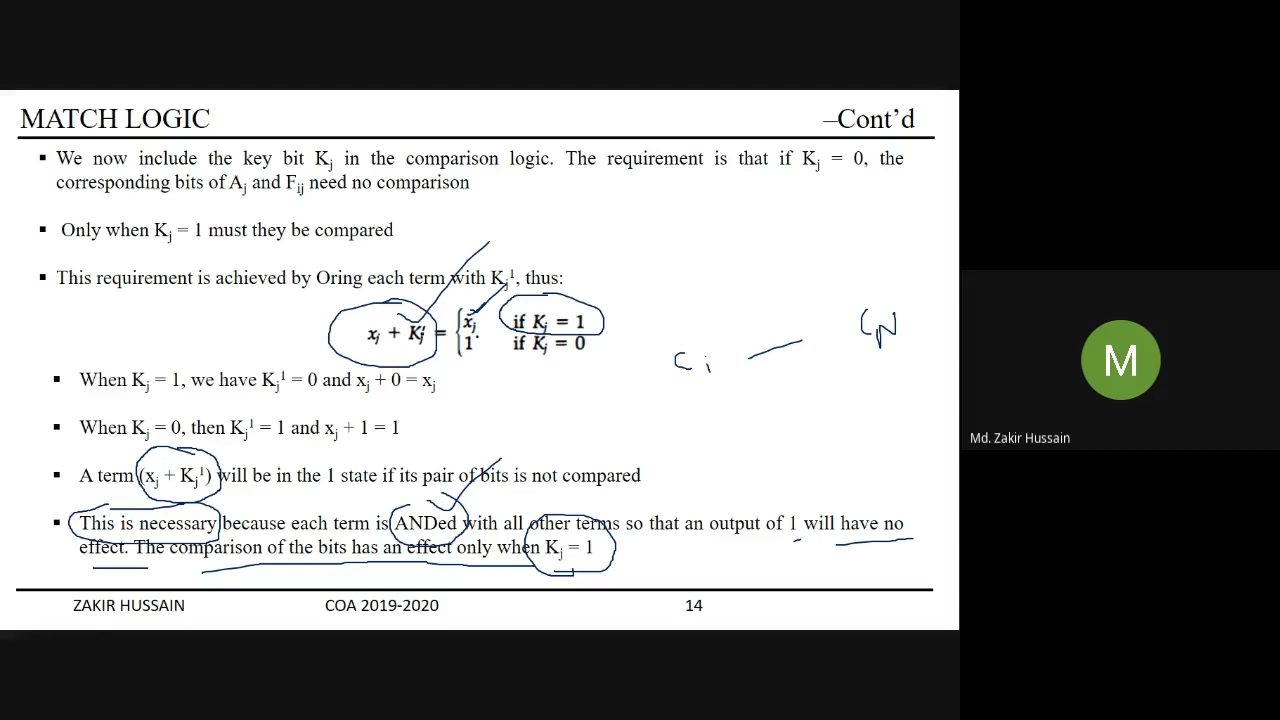 MATCH LOGIC –Cont’d
▪ We now include the key bit Kj in the comparison logic. The requirement is that if Kj = 0, the
corresponding bits of Aj and Fij need no comparison
▪ Only when Kj = 1 must they be compared
▪ This requirement is achieved by Oring each term with Kj¹, thus:
xj + Kj′ = { xj if Kj = 1
1 if Kj = 0
▪ When Kj = 1, we have Kj¹ = 0 and xj + 0 = xj
▪ When Kj = 0, then Kj¹ = 1 and xj + 1 = 1
▪ A term (xj + Kj¹) will be in the 1 state if its pair of bits is not compared
▪ This is necessary because each term is ANDed with all other terms so that an output of 1 will have no
effect. The comparison of the bits has an effect only when Kj = 1
ZAKIR HUSSAIN COA 2019-2020 14
M
Md. Zakir Hussain